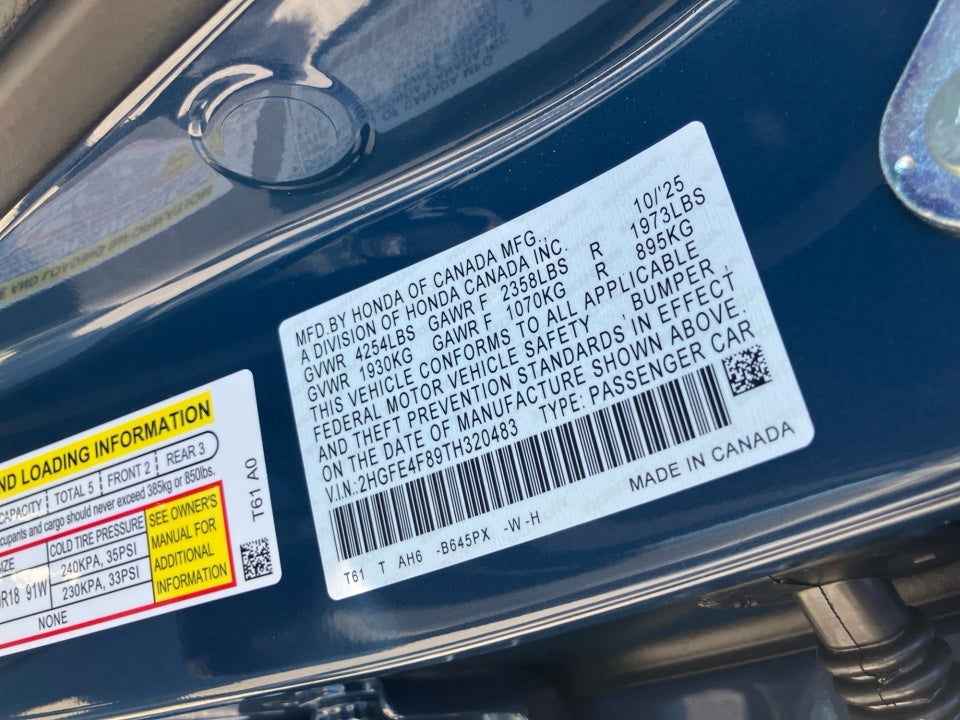 MFD.BY HONDA OF CANADA MFG. 10/'25
A DIVISION OF HONDA CANADA INC.
GVWR 4254LBS GAWR F 2358LBS R 1973LBS
GVWR 1930KG GAWR F 1070KG R 895KG
THIS VEHICLE CONFORMS TO ALL APPLICABLE
FEDERAL MOTOR VEHICLE SAFETY , BUMPER ,
AND THEFT PREVENTION STANDARDS IN EFFECT
ON THE DATE OF MANUFACTURE SHOWN ABOVE.
V.I.N.:2HGFE4F89TH320483 TYPE: PASSENGER CAR
MADE IN CANADA
T61 T AH6 -B645PX -W -H
LOADING INFORMATION
CAPACITY TOTAL 5 FRONT 2 REAR 3
and cargo should never exceed 385kg or 850lbs.
COLD TIRE PRESSURE
R18 91W 240KPA, 35PSI
230KPA, 33PSI
NONE
SEE OWNER'S
MANUAL FOR
ADDITIONAL
INFORMATION
T61 A0